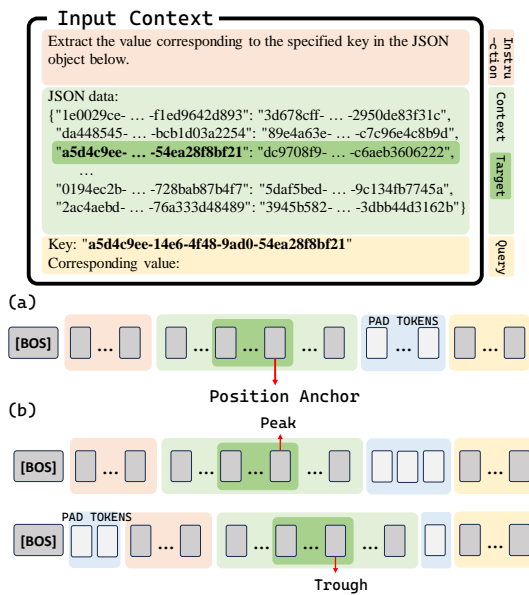 Input Context
Extract the value corresponding to the specified key in the JSON
object below.
Instru
-ction
JSON data:
{"1e0029ce- … -f1ed9642d893": "3d678cff- … -2950de83f31c",
"da448545- … -bcb1d03a2254": "89e4a63e- … -c7c96e4c8b9d",
"a5d4c9ee- … -54ea28f8bf21": "dc9708f9- … -c6aeb3606222",
…
"0194ec2b- … -728bab87b4f7": "5daf5bed- … -9c134fb7745a",
"2ac4aebd- … -76a333d48489": "3945b582- … -3dbb44d3162b"}
Context
Target
Key: "a5d4c9ee-14e6-4f48-9ad0-54ea28f8bf21"
Corresponding value:
Query
(a)
PAD TOKENS
[BOS] … … … … …
Position Anchor
(b)
Peak
[BOS] … … … … …
PAD TOKENS
[BOS] … … … … …
Trough